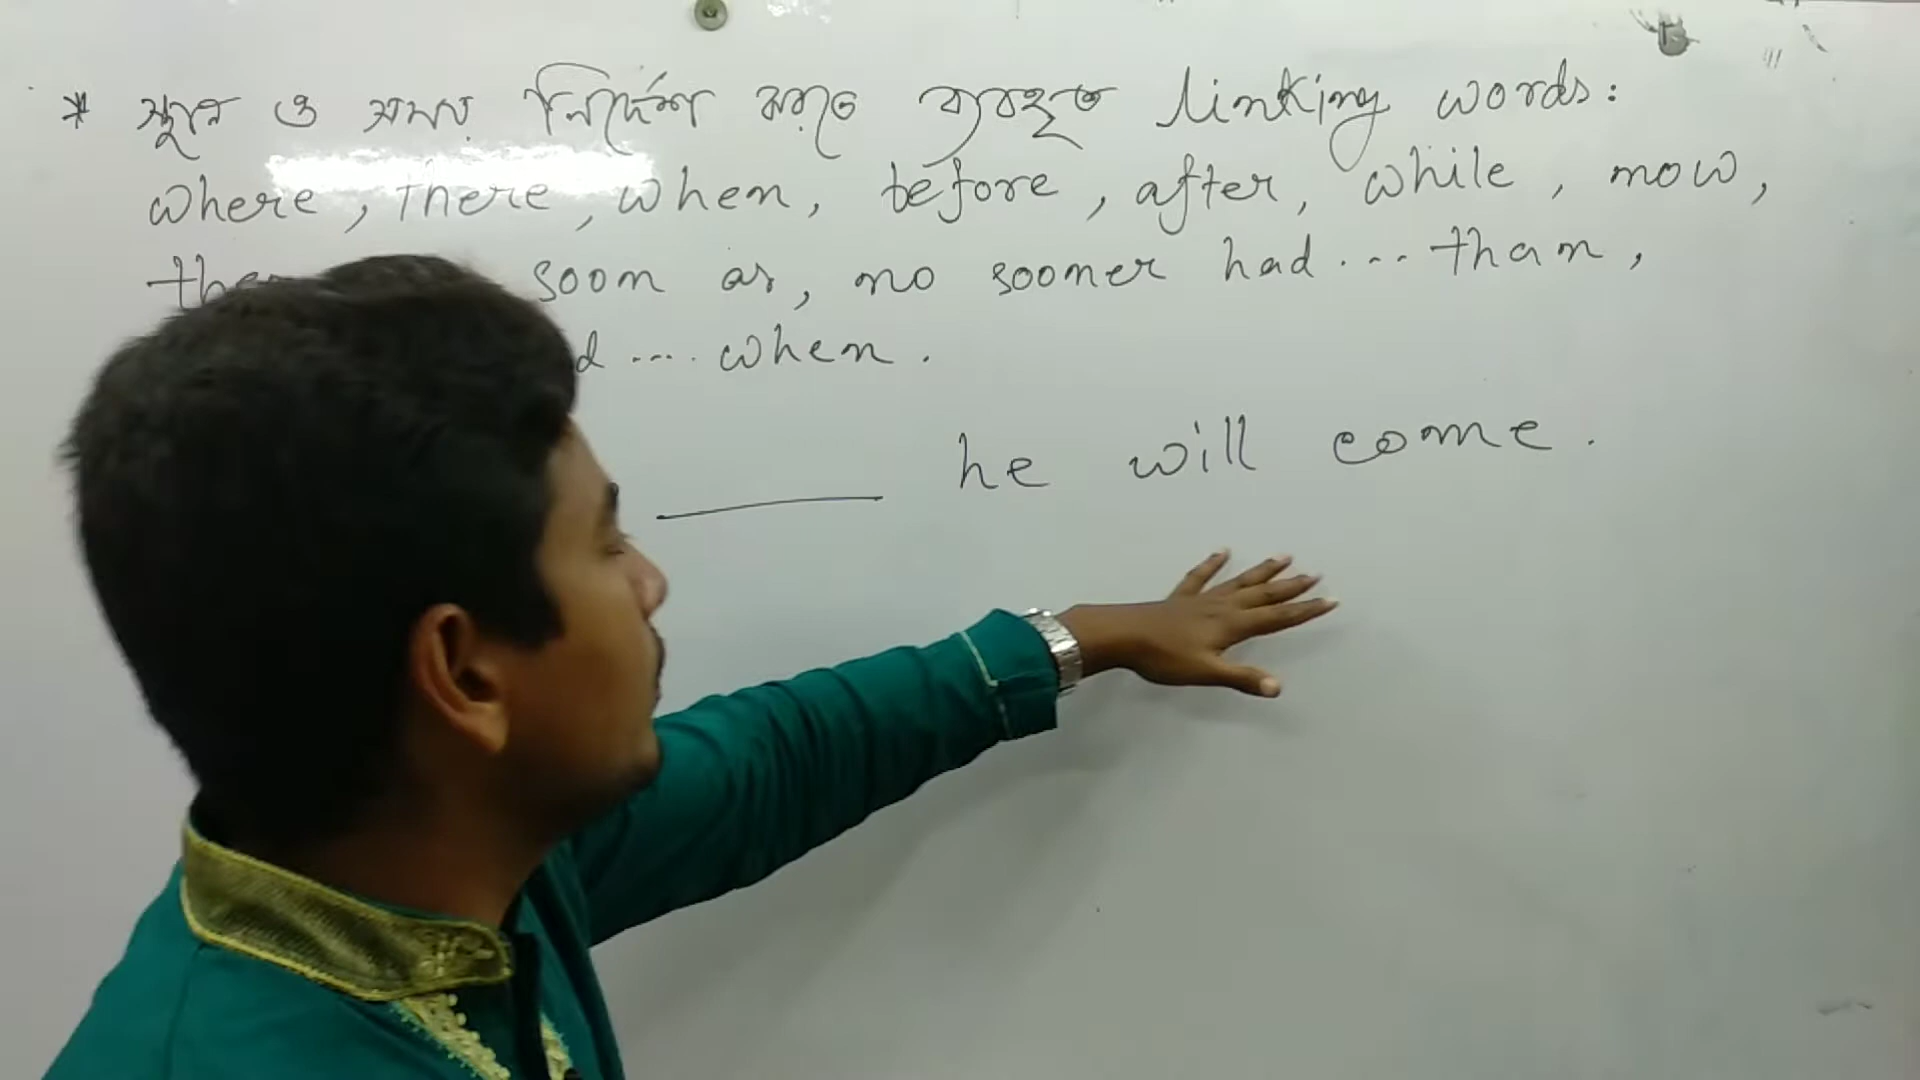 * স্থান ও সময় নির্দেশ করতে ব্যবহৃত linking words:
where, there, when, before, after, while, now,
soon as, no sooner had ... than,
.... when.
he will come.